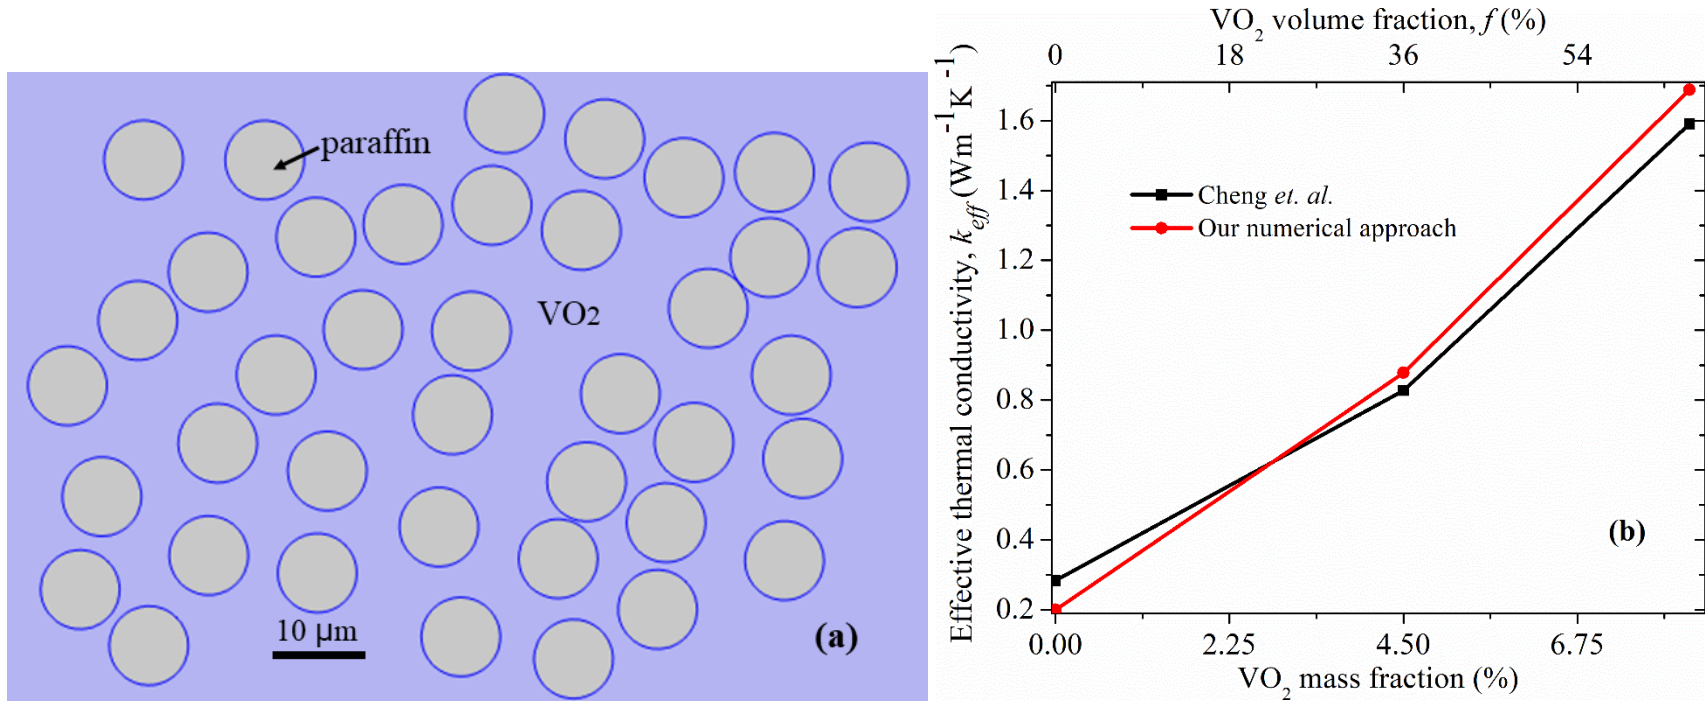 paraffin
VO2
10 μm
(a)
VO2 volume fraction, f (%)
0 18 36 54
Effective thermal conductivity, keff (Wm-1K-1)
1.6
1.4
1.2
1.0
0.8
0.6
0.4
0.2
Cheng et. al.
Our numerical approach
(b)
0.00 2.25 4.50 6.75
VO2 mass fraction (%)